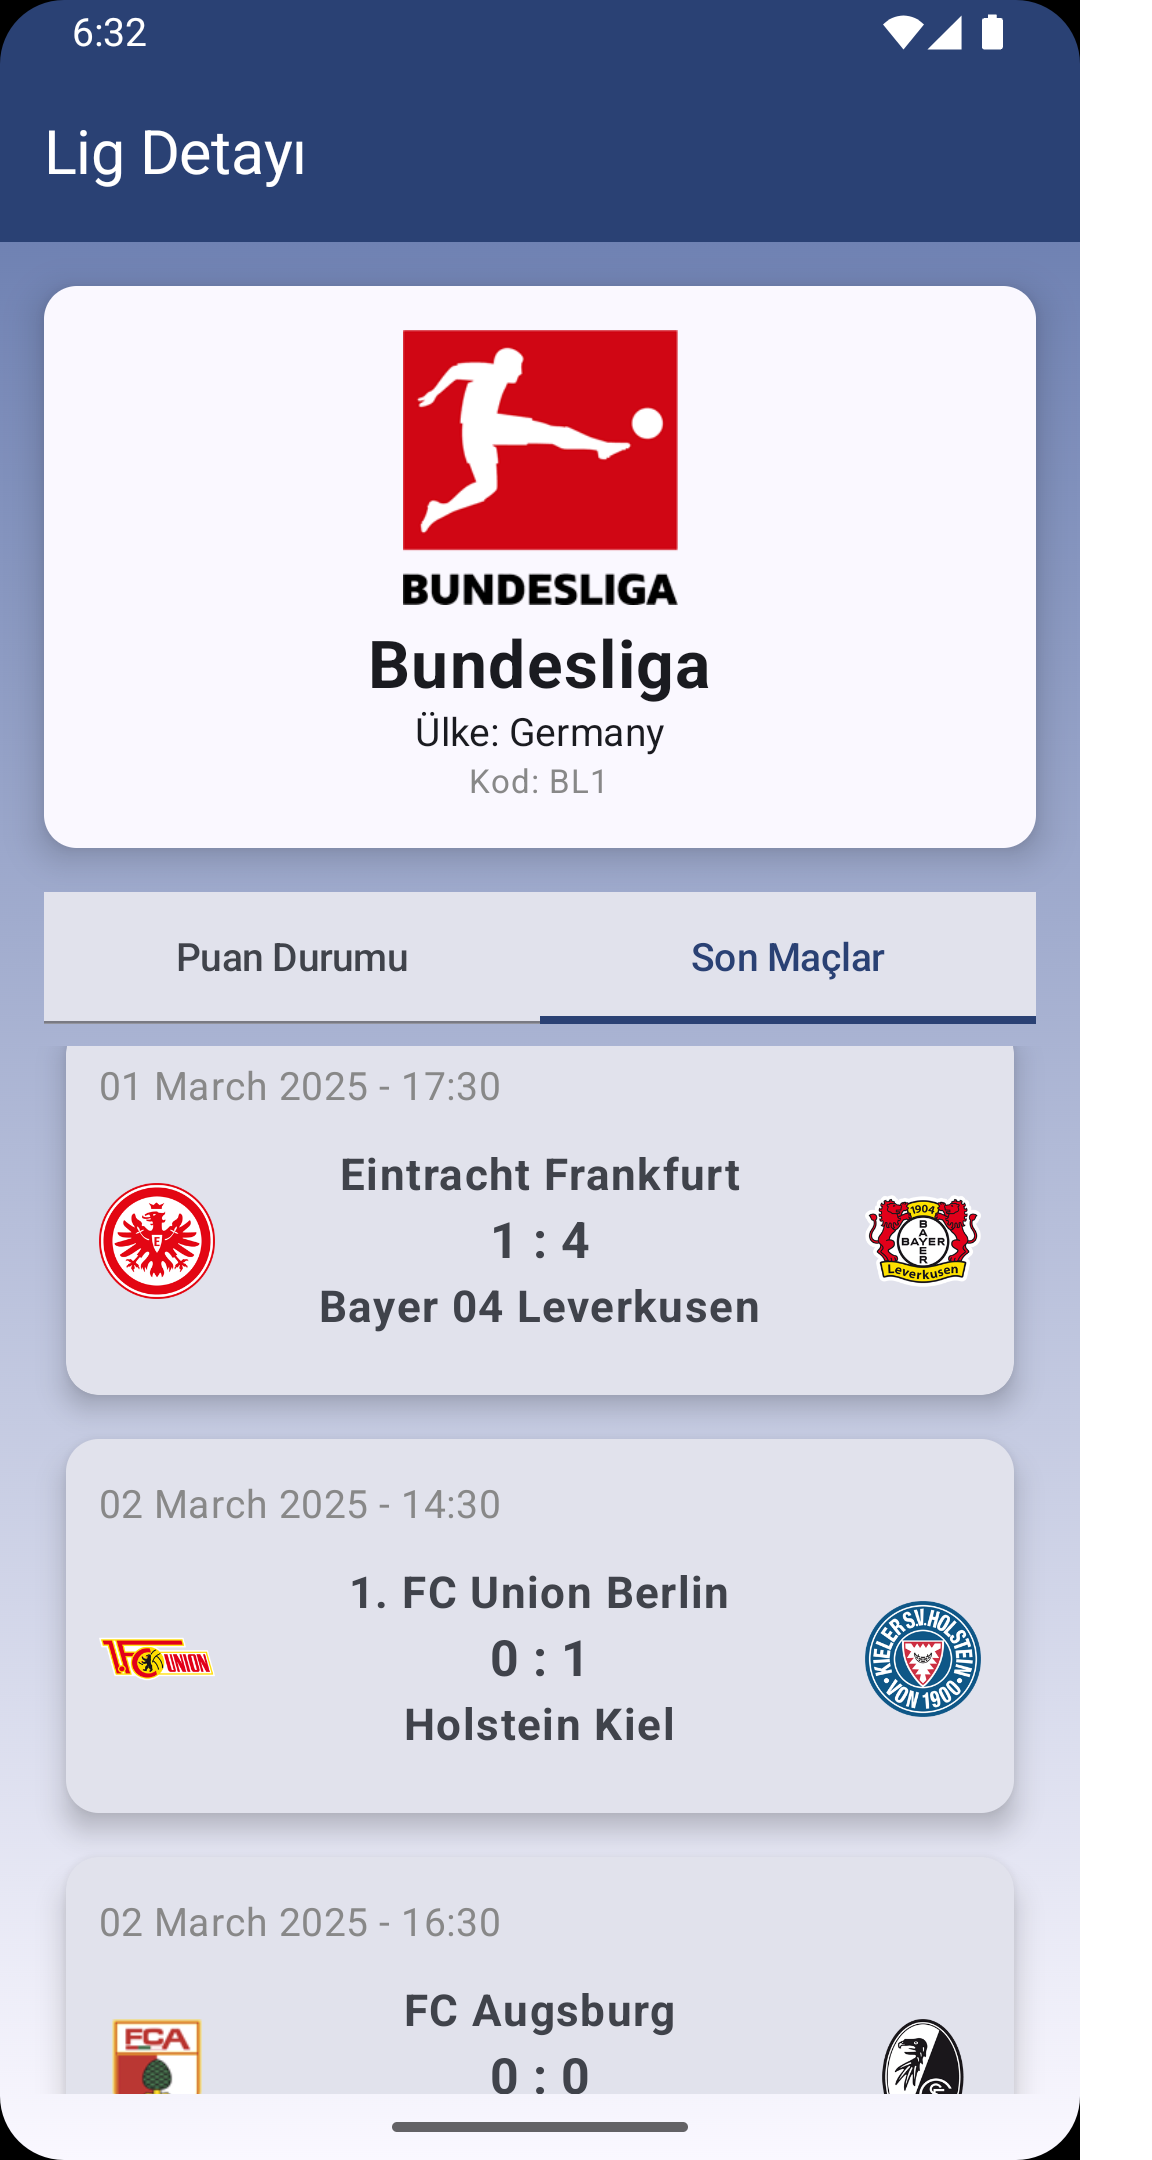 6:32
Lig Detayı
BUNDESLIGA
Bundesliga
Ülke: Germany
Kod: BL1
Puan Durumu
Son Maçlar
01 March 2025 - 17:30
Eintracht Frankfurt
1 : 4
Bayer 04 Leverkusen
E
1904
BAYER
BAYER
Leverkusen
02 March 2025 - 14:30
1. FC Union Berlin
0 : 1
Holstein Kiel
1FC UNION
KIELER S.V. HOLSTEIN
VON 1900
02 March 2025 - 16:30
FC Augsburg
0 : 0
FCA